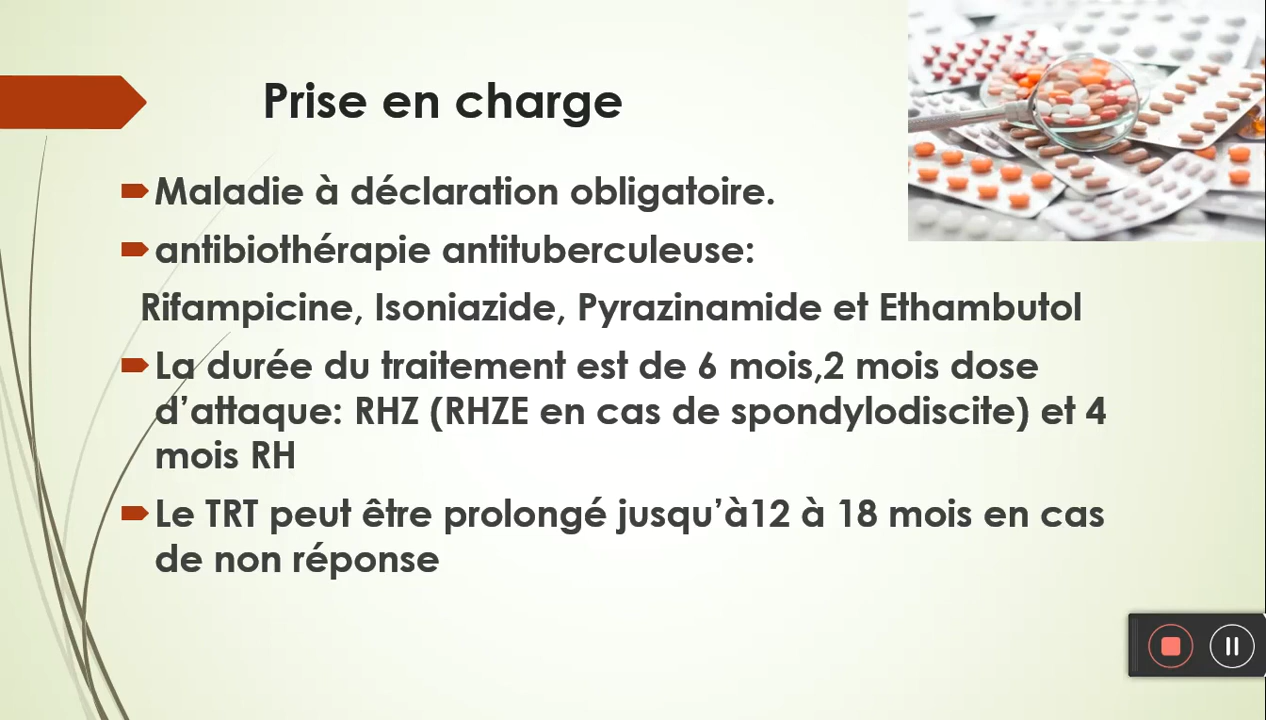 Prise en charge
Maladie à déclaration obligatoire.
antibiothérapie antituberculeuse:
Rifampicine, Isoniazide, Pyrazinamide et Ethambutol
La durée du traitement est de 6 mois,2 mois dose
d’attaque: RHZ (RHZE en cas de spondylodiscite) et 4
mois RH
Le TRT peut être prolongé jusqu’à12 à 18 mois en cas
de non réponse